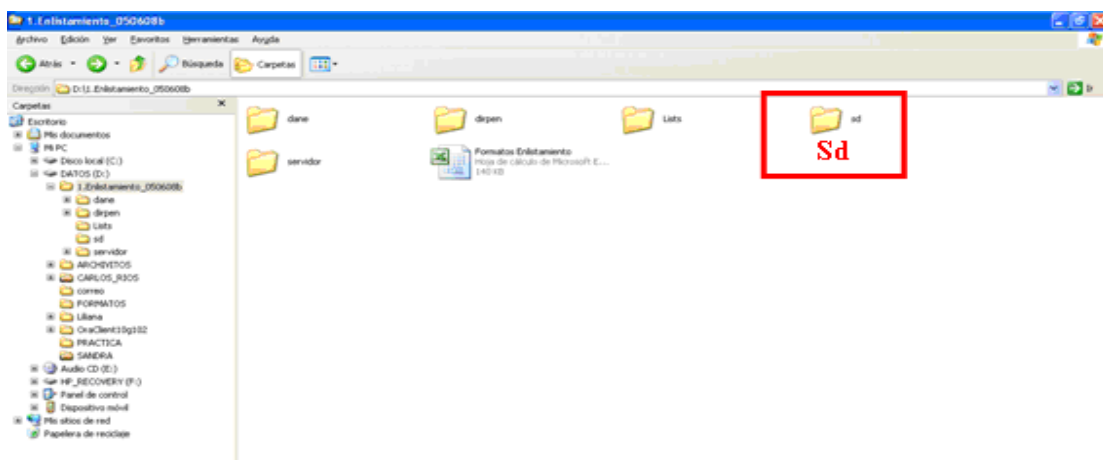 1.Enlistamiento_050608b
Archivo Edición Ver Favoritos Herramientas Ayuda
Atrás Búsqueda Carpetas
Dirección D:\1.Enlistamiento_050608b Ir
Carpetas
Escritorio
Mis documentos
Mi PC
Disco local (C:)
DATOS (D:)
1.Enlistamiento_050608b
dane
dirpen
Lists
sd
servidor
ARCHIVITOS
CARLOS_RIOS
correo
FORMATOS
Liliana
OraClient10g102
PRACTICA
SANDRA
Audio CD (E:)
HP_RECOVERY (F:)
Panel de control
Dispositivo móvil
Mis sitios de red
Papelera de reciclaje
dane dirpen Lists sd
Sd
servidor
Formatos Enlistamiento
Hoja de cálculo de Microsoft E...
140 KB